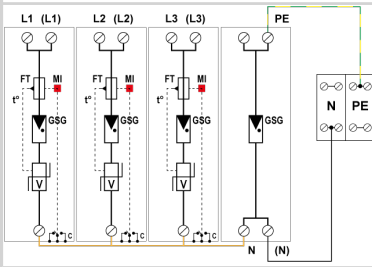 L1 (L1) L2 (L2) L3 (L3) PE
FT MI FT MI FT MI
t° t° t°
GSG GSG GSG GSG
N PE
V V V
C C C
N (N)